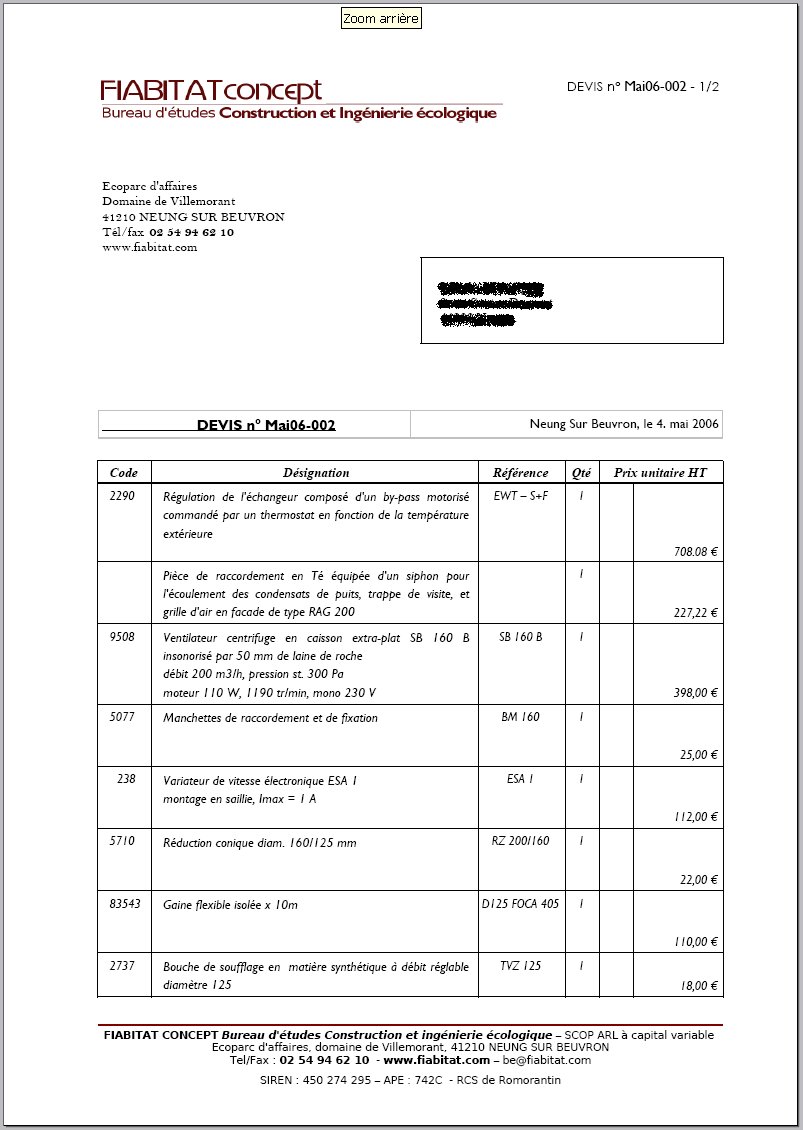 Zoom arrière
FIABITATconcept
Bureau d'études Construction et Ingénierie écologique
DEVIS n° Mai06-002 - 1/2
Ecoparc d'affaires
Domaine de Villemorant
41210 NEUNG SUR BEUVRON
Tél/fax 02 54 94 62 10
www.fiabitat.com
DEVIS n° Mai06-002
Neung Sur Beuvron, le 4. mai 2006
Code Désignation Référence Qté Prix unitaire HT
2290 Régulation de l'échangeur composé d'un by-pass motorisé EWT – S+F 1
commandé par un thermostat en fonction de la température
extérieure
708.08 €
Pièce de raccordement en Té équipée d'un siphon pour 1
l'écoulement des condensats de puits, trappe de visite, et
grille d'air en facade de type RAG 200 227,22 €
9508 Ventilateur centrifuge en caisson extra-plat SB 160 B SB 160 B 1
insonorisé par 50 mm de laine de roche
débit 200 m3/h, pression st. 300 Pa
moteur 110 W, 1190 tr/min, mono 230 V 398,00 €
5077 Manchettes de raccordement et de fixation BM 160 1
25,00 €
238 Variateur de vitesse électronique ESA 1 ESA 1 1
montage en saillie, Imax = 1 A
112,00 €
5710 Réduction conique diam. 160/125 mm RZ 200/160 1
22,00 €
83543 Gaine flexible isolée x 10m D125 FOCA 405 1
110,00 €
2737 Bouche de soufflage en matière synthétique à débit réglable TVZ 125 1
diamètre 125 18,00 €
FIABITAT CONCEPT Bureau d'études Construction et ingénierie écologique – SCOP ARL à capital variable
Ecoparc d'affaires, domaine de Villemorant, 41210 NEUNG SUR BEUVRON
Tel/Fax : 02 54 94 62 10 - www.fiabitat.com – be@fiabitat.com
SIREN : 450 274 295 – APE : 742C - RCS de Romorantin